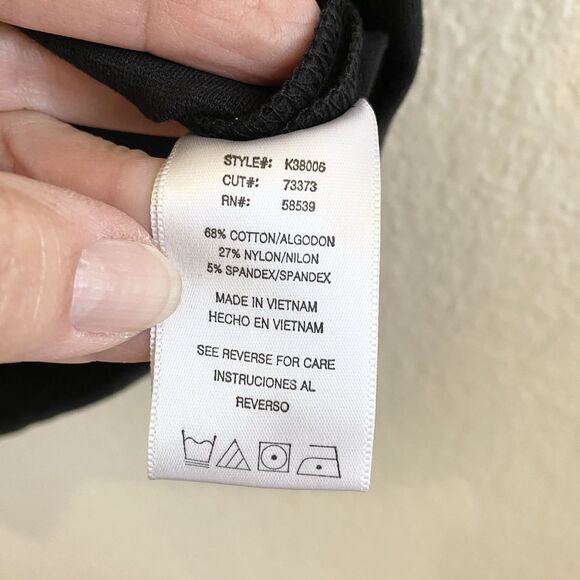 STYLE#: K38006
CUT#: 73373
RN#: 58539
68% COTTON/ALGODON
27% NYLON/NILON
5% SPANDEX/SPANDEX
MADE IN VIETNAM
HECHO EN VIETNAM
SEE REVERSE FOR CARE
INSTRUCIONES AL
REVERSO